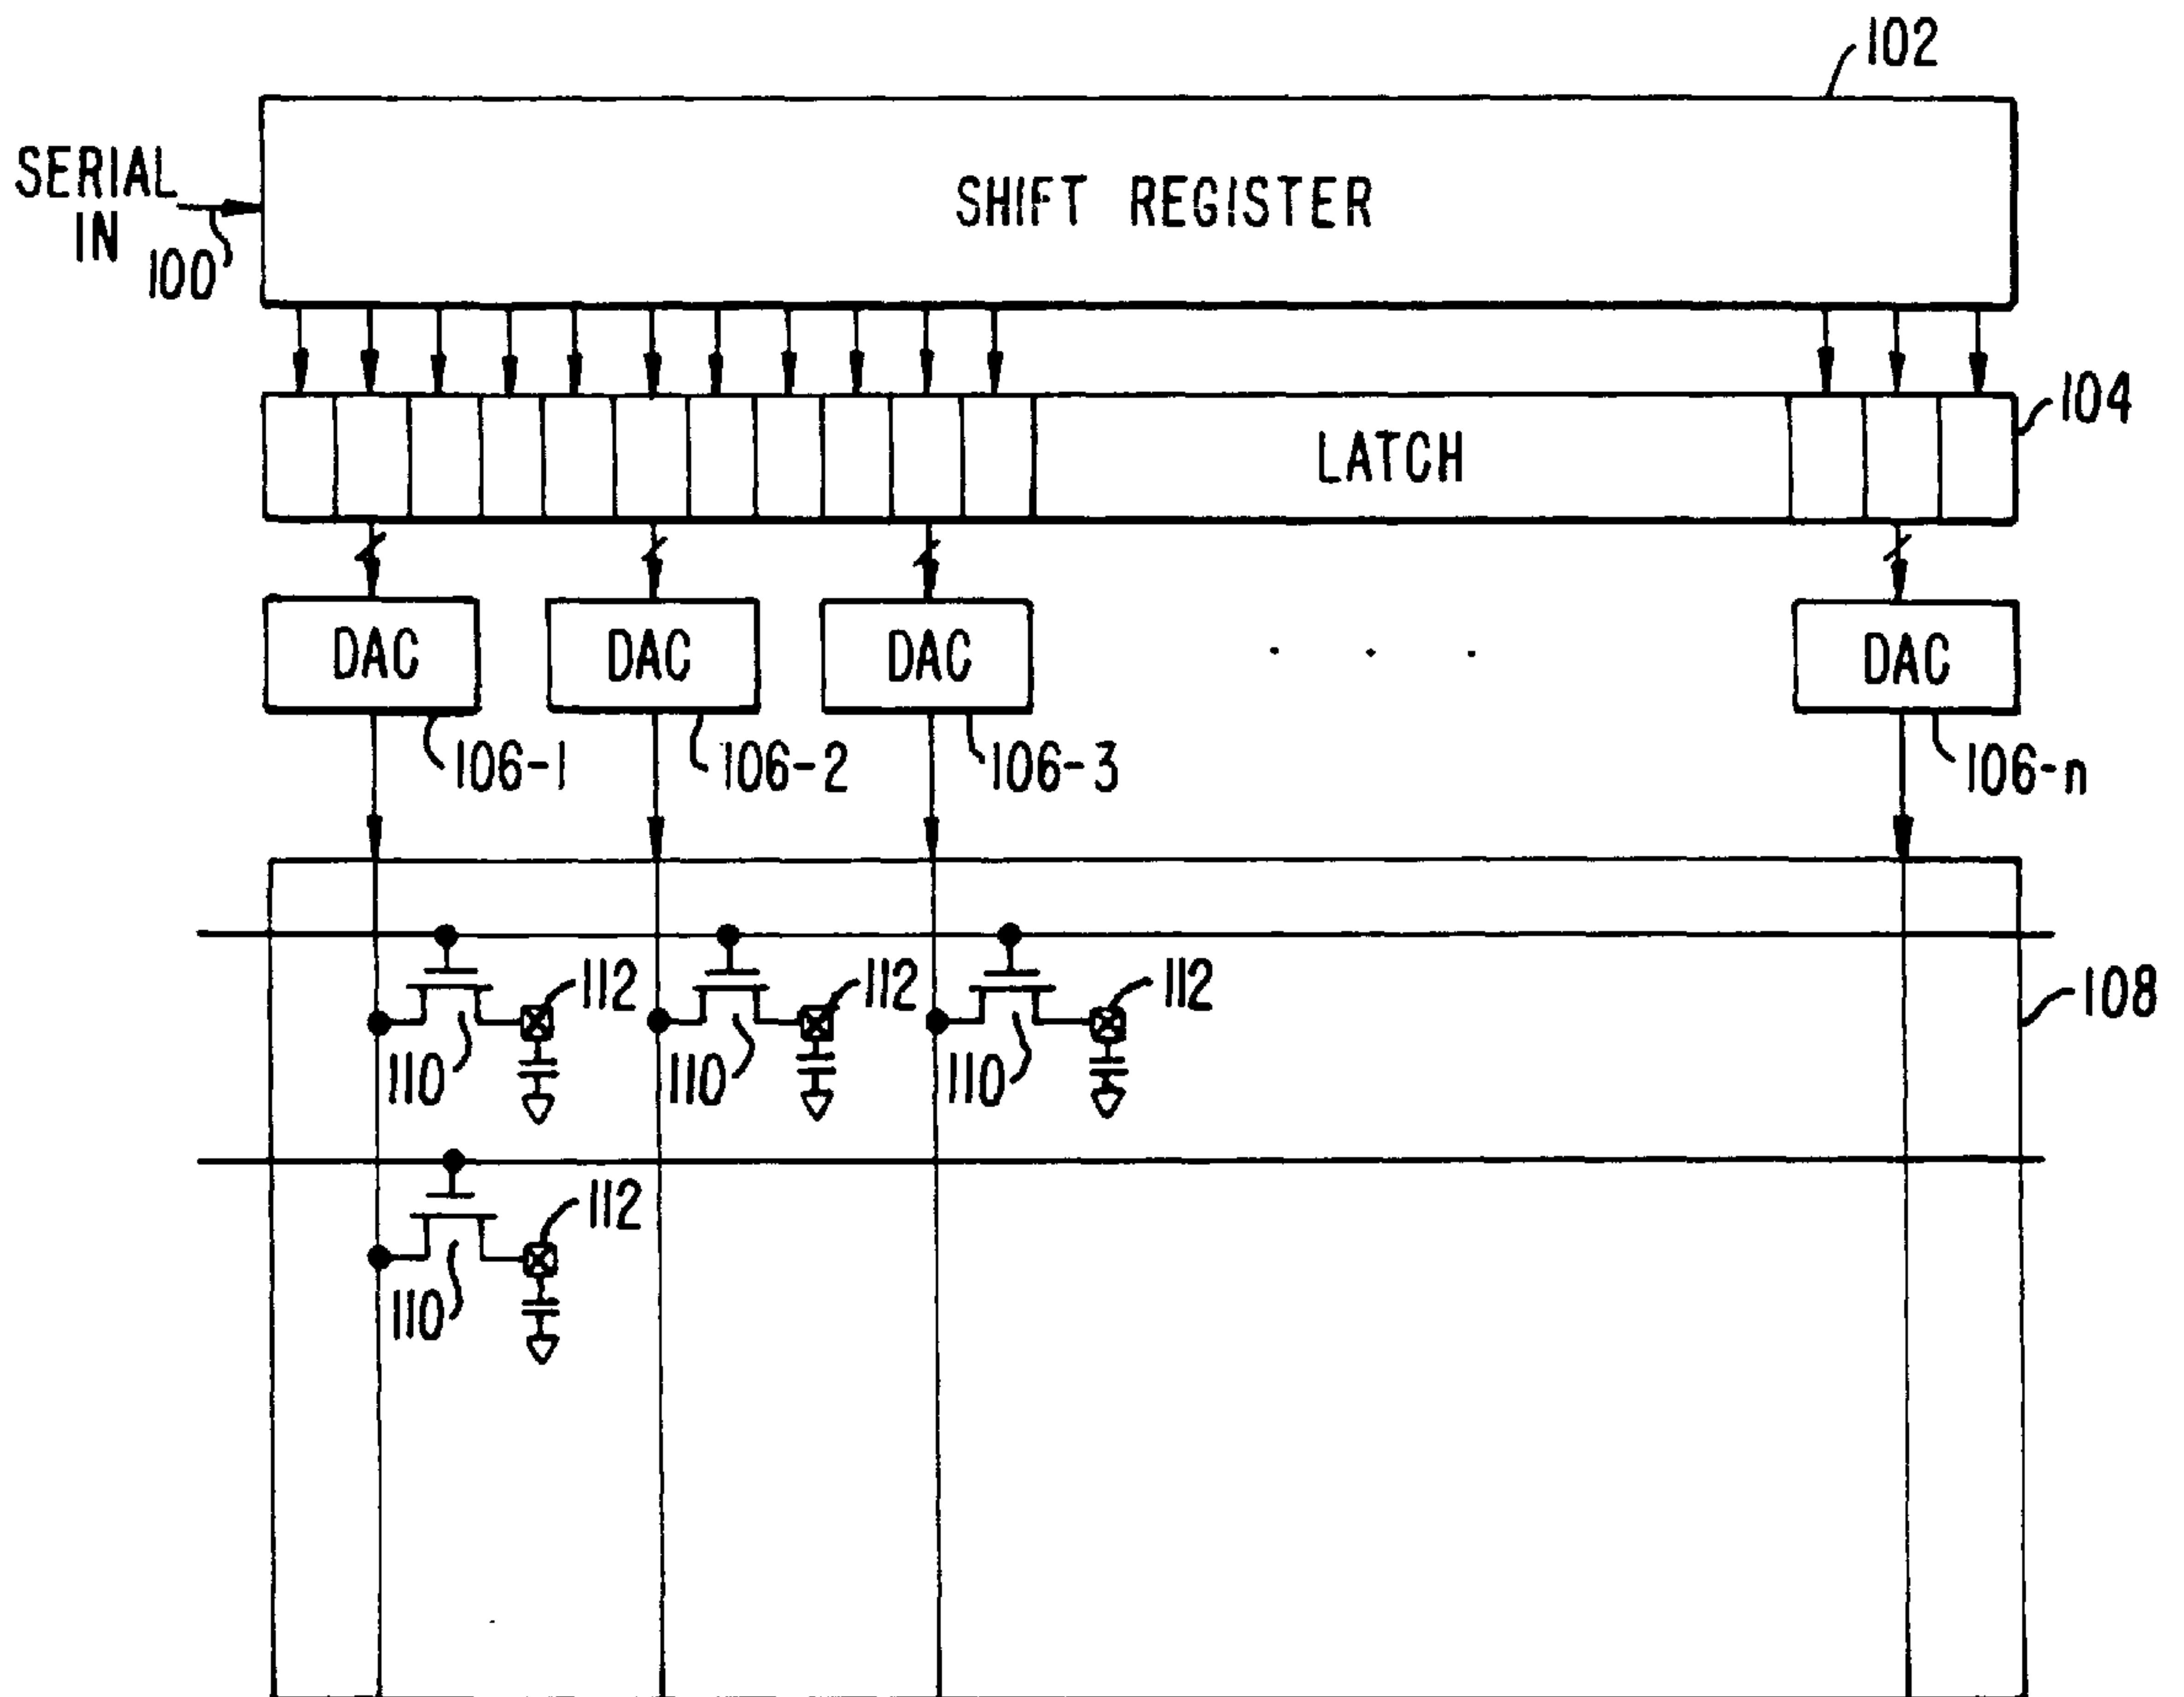 102
SERIAL
IN
100
SHIFT REGISTER
104
LATCH
DAC
DAC
DAC
. . .
DAC
106-1
106-2
106-3
106-n
112
112
112
108
110
110
110
112
110